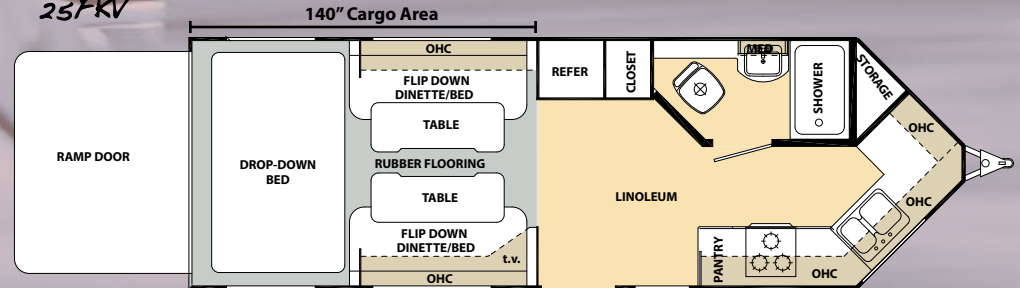 25FKV
140” Cargo Area
OHC
FLIP DOWN
DINETTE/BED
TABLE
RAMP DOOR
DROP-DOWN
BED
RUBBER FLOORING
TABLE
FLIP DOWN
DINETTE/BED
t.v.
OHC
REFER
CLOSET
MED
SHOWER
STORAGE
OHC
LINOLEUM
OHC
PANTRY
OHC